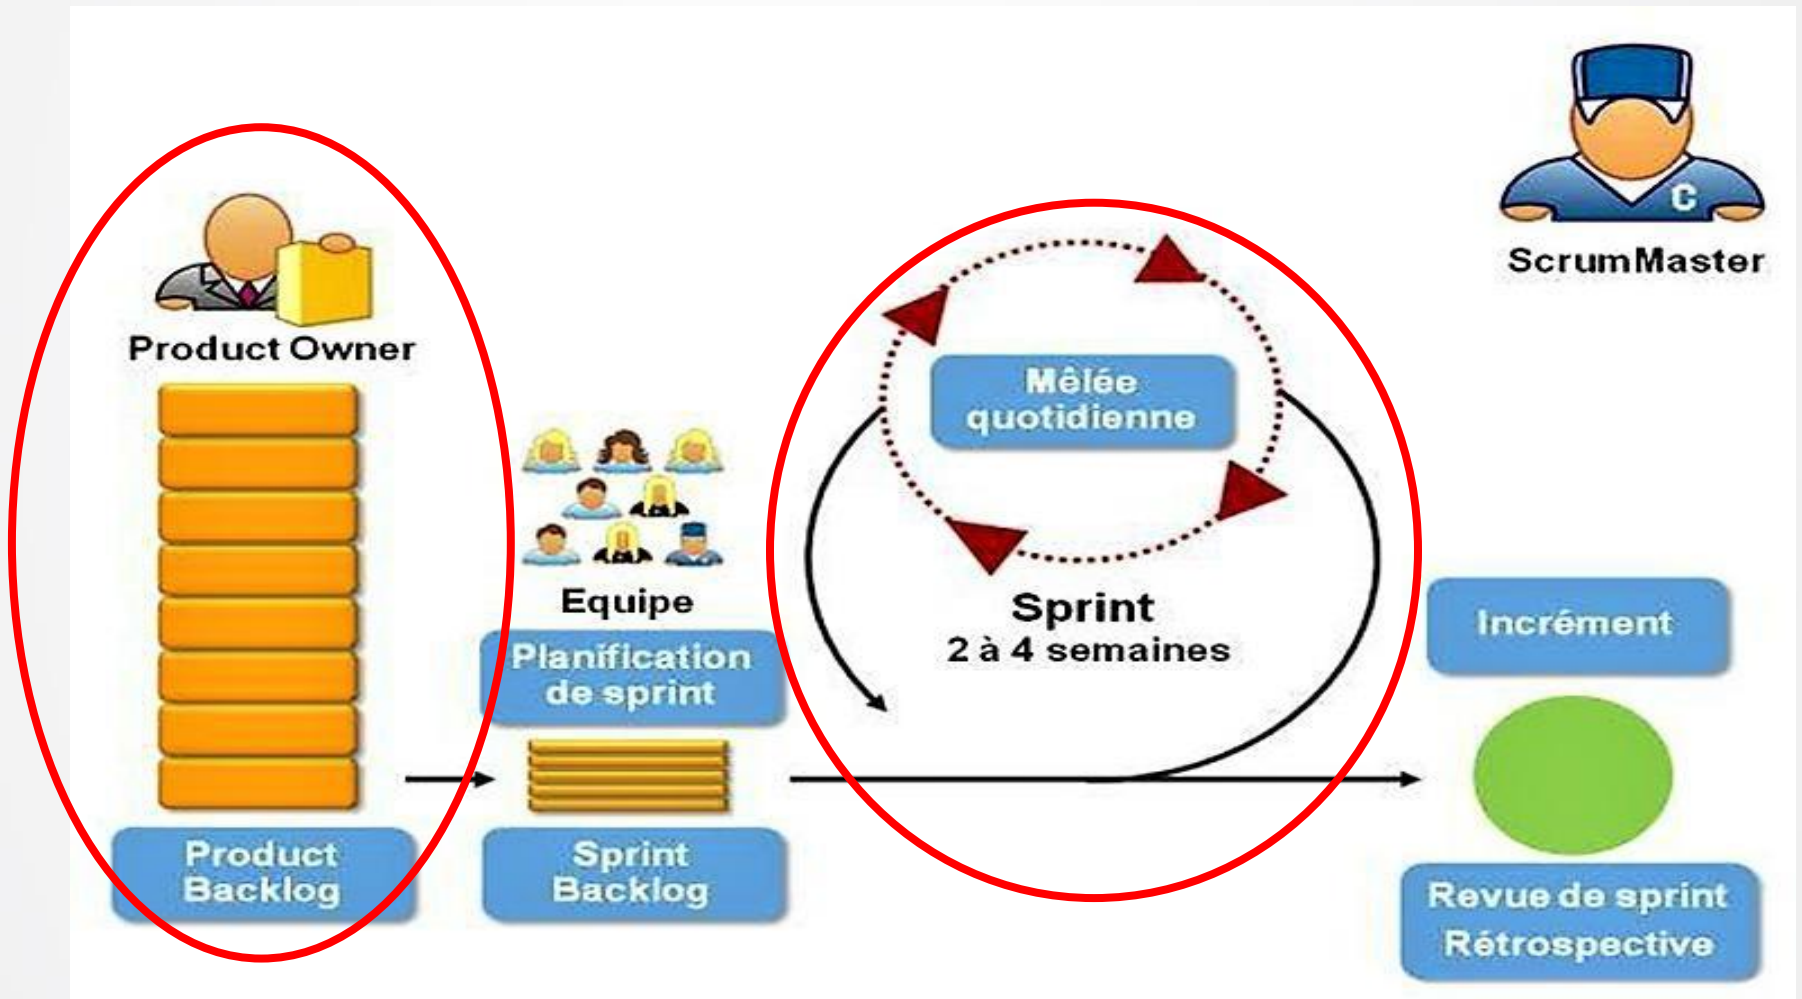 C
ScrumMaster
Product Owner
Mêlée
quotidienne
Equipe
Sprint
2 à 4 semaines
Planification
de sprint
Incrément
Product
Backlog
Sprint
Backlog
Revue de sprint
Rétrospective